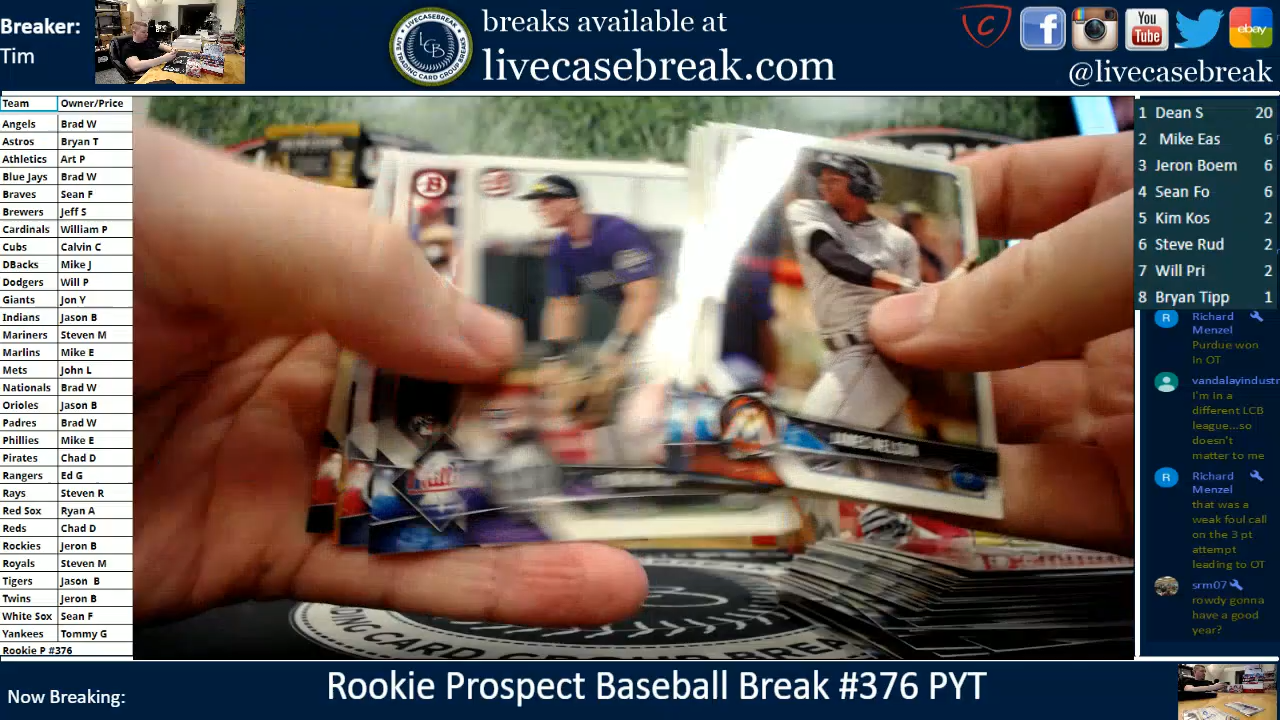 Breaker:
Tim
breaks available at
livecasebreak.com
LCB
You
Tube
ebay
@livecasebreak
Team Owner/Price
Angels Brad W
Astros Bryan T
Athletics Art P
Blue Jays Brad W
Braves Sean F
Brewers Jeff S
Cardinals William P
Cubs Calvin C
DBacks Mike J
Dodgers Will P
Giants Jon Y
Indians Jason B
Mariners Steven M
Marlins Mike E
Mets John L
Nationals Brad W
Orioles Jason B
Padres Brad W
Phillies Mike E
Pirates Chad D
Rangers Ed G
Rays Steven R
Red Sox Ryan A
Reds Chad D
Rockies Jeron B
Royals Steven M
Tigers Jason B
Twins Jeron B
White Sox Sean F
Yankees Tommy G
Rookie P #376
1 Dean S 20
2 Mike Eas 6
3 Jeron Boem 6
4 Sean Fo 6
5 Kim Kos 2
6 Steve Rud 2
7 Will Pri 2
8 Bryan Tipp 1
R Richard
Menzel
Purdue won
in OT
vandalayindustr
I'm in a
different LCB
league...so
doesn't
matter to me
R Richard
Menzel
that was a
weak foul call
on the 3 pt
attempt
leading to OT
srm07
rowdy gonna
have a good
year?
Now Breaking:
Rookie Prospect Baseball Break #376 PYT